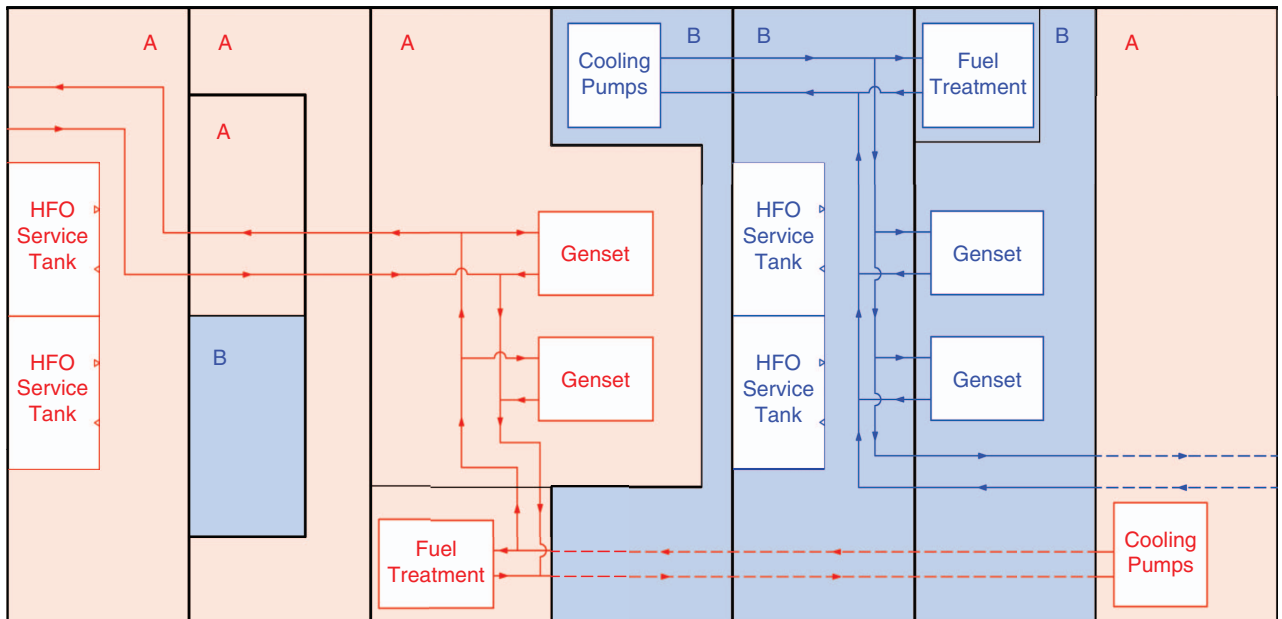 A
A
A
B
B
B
A
Cooling
Pumps
Fuel
Treatment
A
HFO
Service
Tank
Genset
HFO
Service
Tank
Genset
HFO
Service
Tank
B
Genset
HFO
Service
Tank
Genset
Fuel
Treatment
Cooling
Pumps